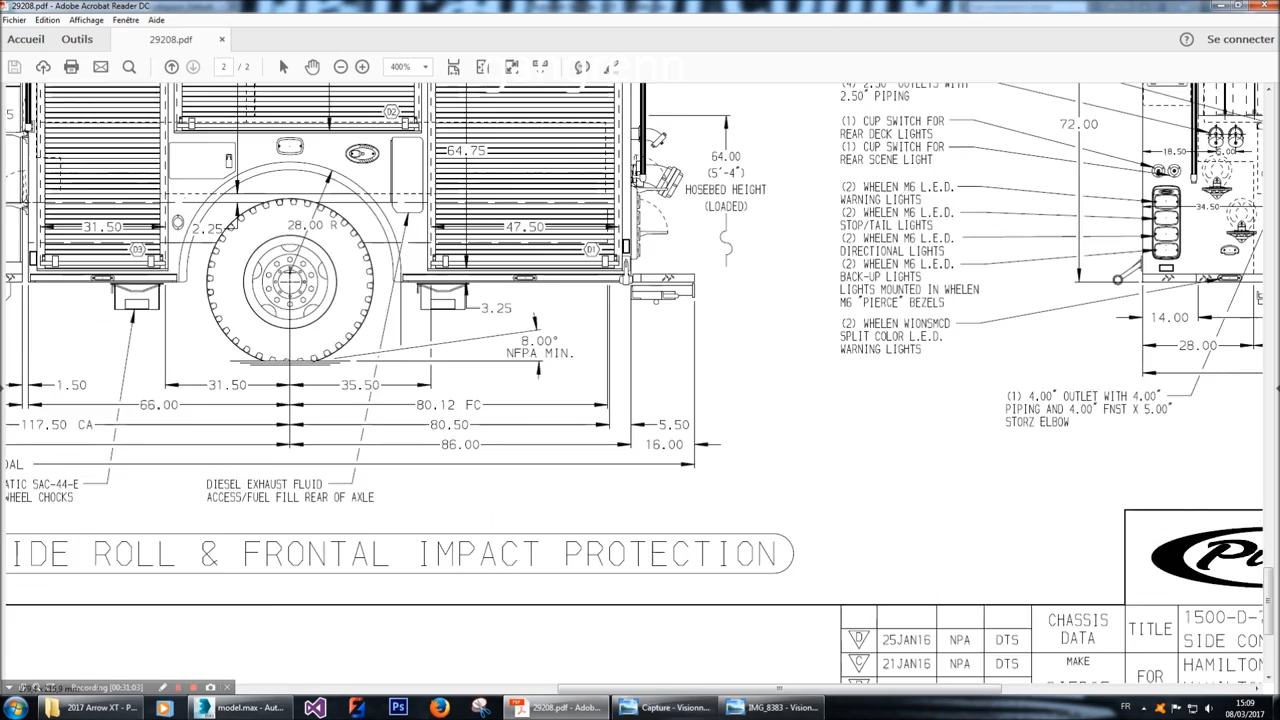 29208.pdf - Adobe Acrobat Reader DC
Fichier Edition Affichage Fenêtre Aide
Accueil Outils 29208.pdf × Se connecter
2 / 2 400%
2.50" PIPING
(1) CUP SWITCH FOR
REAR DECK LIGHTS
(1) CUP SWITCH FOR
REAR SCENE LIGHT
(2) WHELEN M6 L.E.D.
WARNING LIGHTS
(2) WHELEN M6 L.E.D.
STOP/TAIL LIGHTS
(2) WHELEN M6 L.E.D.
DIRECTIONAL LIGHTS
(2) WHELEN M6 L.E.D.
BACK-UP LIGHTS
LIGHTS MOUNTED IN WHELEN
M6 "PIERCE" BEZELS
(2) WHELEN WIONSMCD
SPLIT COLOR L.E.D.
WARNING LIGHTS
D2
64.75
64.00
(5'-4")
HOSEBED HEIGHT
(LOADED)
72.00
18.50
34.50
31.50
2.25
28.00 R
47.50
D3
D1
3.25
8.00°
NFPA MIN.
14.00
28.00
1.50
31.50
35.50
66.00
80.12 FC
117.50 CA
80.50
5.50
86.00
16.00
(1) 4.00" OUTLET WITH 4.00"
PIPING AND 4.00" FNST X 5.00"
STORZ ELBOW
ATIC SAC-44-E
WHEEL CHOCKS
DIESEL EXHAUST FLUID
ACCESS/FUEL FILL REAR OF AXLE
IDE ROLL & FRONTAL IMPACT PROTECTION
D 25JAN16 NPA DTS
C 21JAN16 NPA DTS
CHASSIS
DATA
MAKE
TITLE
1500-D-
SIDE CON
FOR
HAMILTON
Recording [00:31:03]
2017 Arrow XT - P...
model.max - Aut...
29208.pdf - Adob...
Capture - Visionn...
IMG_8383 - Vision...
FR
15:09
08/03/2017